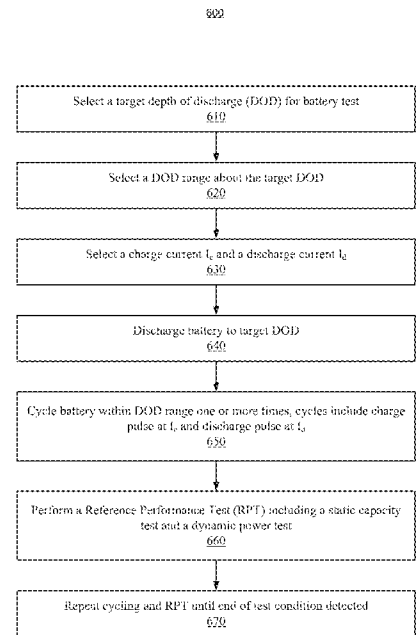 600
Select a target depth of discharge (DOD) for battery test
610
Select a DOD range about the target DOD
620
Select a charge current Ic and a discharge current Id
630
Discharge battery to target DOD
640
Cycle battery within DOD range one or more times, cycles include charge
pulse at Ic and discharge pulse at Id
650
Perform a Reference Performance Test (RPT) including a static capacity
test and a dynamic power test
660
Repeat cycling and RPT until end of test condition detected
670